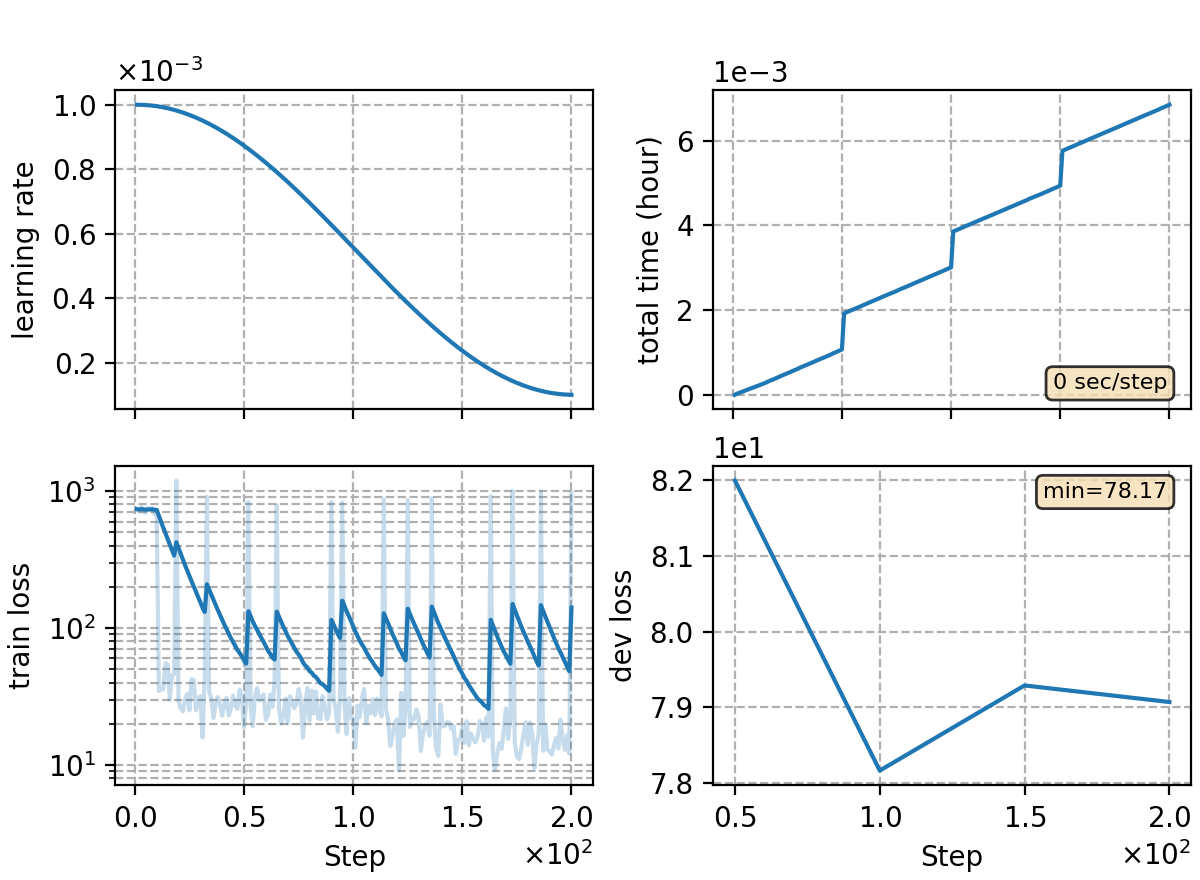 ×10⁻³
learning rate
1.0
0.8
0.6
0.4
0.2
1e−3
total time (hour)
6
4
2
0
0 sec/step
train loss
10³
10²
10¹
0.0 0.5 1.0 1.5 2.0
Step ×10²
1e1
dev loss
8.2
8.1
8.0
7.9
7.8
min=78.17
0.5 1.0 1.5 2.0
Step ×10²